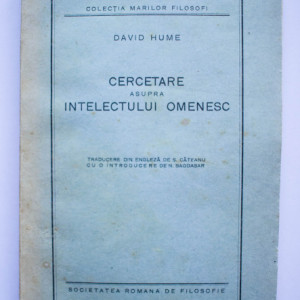 COLECȚIA MARILOR FILOSOFI
DAVID HUME
CERCETARE
ASUPRA
INTELECTULUI OMENESC
TRADUCERE DIN ENGLEZĂ DE S. CĂTEANU
CU O INTRODUCERE DE N. BAGDASAR
SOCIETATEA ROMANA DE FILOSOFIE